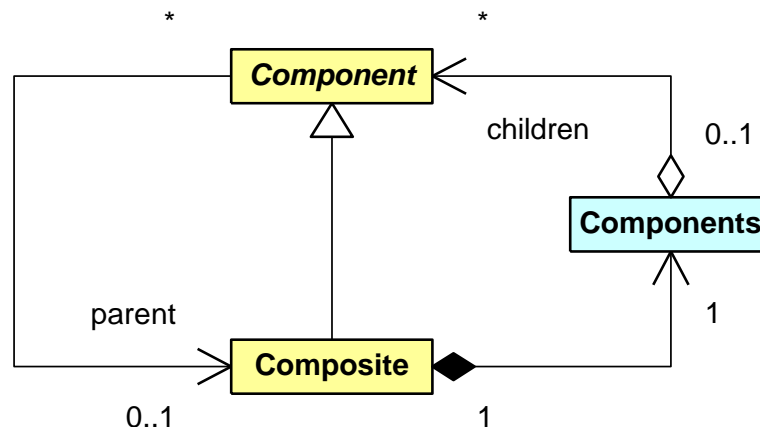 * *
Component
children 0..1
Components
parent 1
Composite
0..1 1